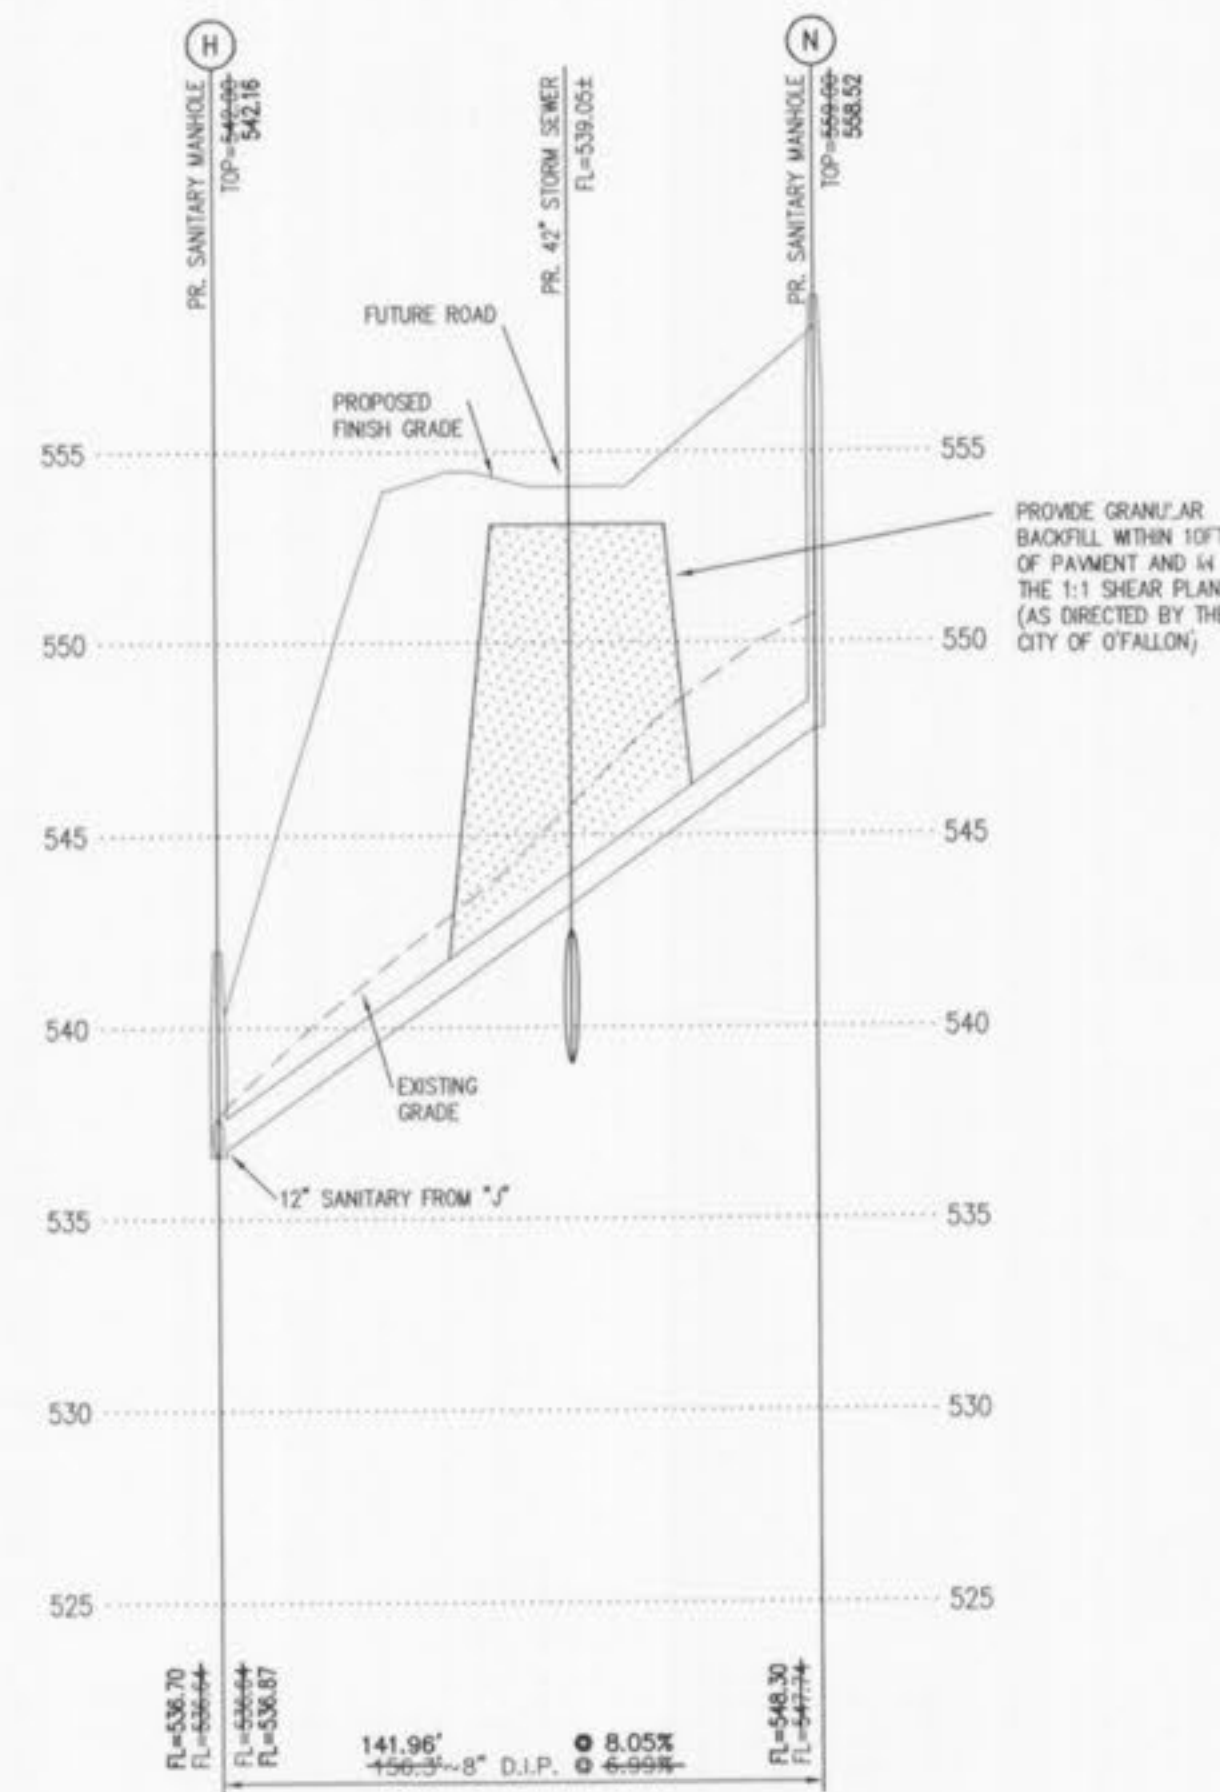 H
PR. SANITARY MANHOLE
TOP=542.00
542.16
PR. 42" STORM SEWER
FL=539.05±
N
PR. SANITARY MANHOLE
TOP=559.00
558.52
FUTURE ROAD
PROPOSED
FINISH GRADE
555
555
PROVIDE GRANULAR
BACKFILL WITHIN 10FT
OF PAVMENT AND IN
THE 1:1 SHEAR PLAN
(AS DIRECTED BY THE
CITY OF O'FALLON)
550
550
545
545
540
540
EXISTING
GRADE
12" SANITARY FROM "J"
535
535
530
530
525
525
FL=536.70
FL=536.64
FL=536.64
FL=536.87
FL=548.30
FL=547.74
141.96' @ 8.05%
156.3'~8" D.I.P. @ 6.99%